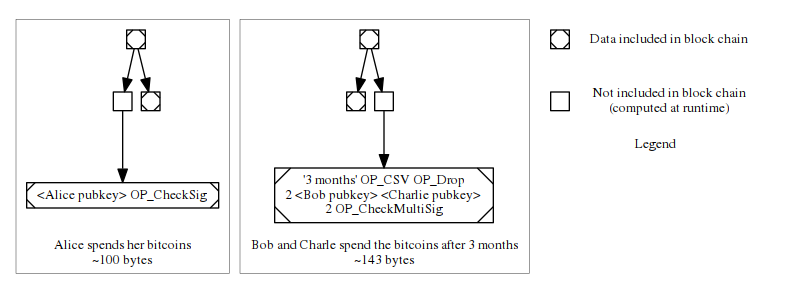 <Alice pubkey> OP_CheckSig
Alice spends her bitcoins
~100 bytes
'3 months' OP_CSV OP_Drop
2 <Bob pubkey> <Charlie pubkey>
2 OP_CheckMultiSig
Bob and Charle spend the bitcoins after 3 months
~143 bytes
Data included in block chain
Not included in block chain
(computed at runtime)
Legend